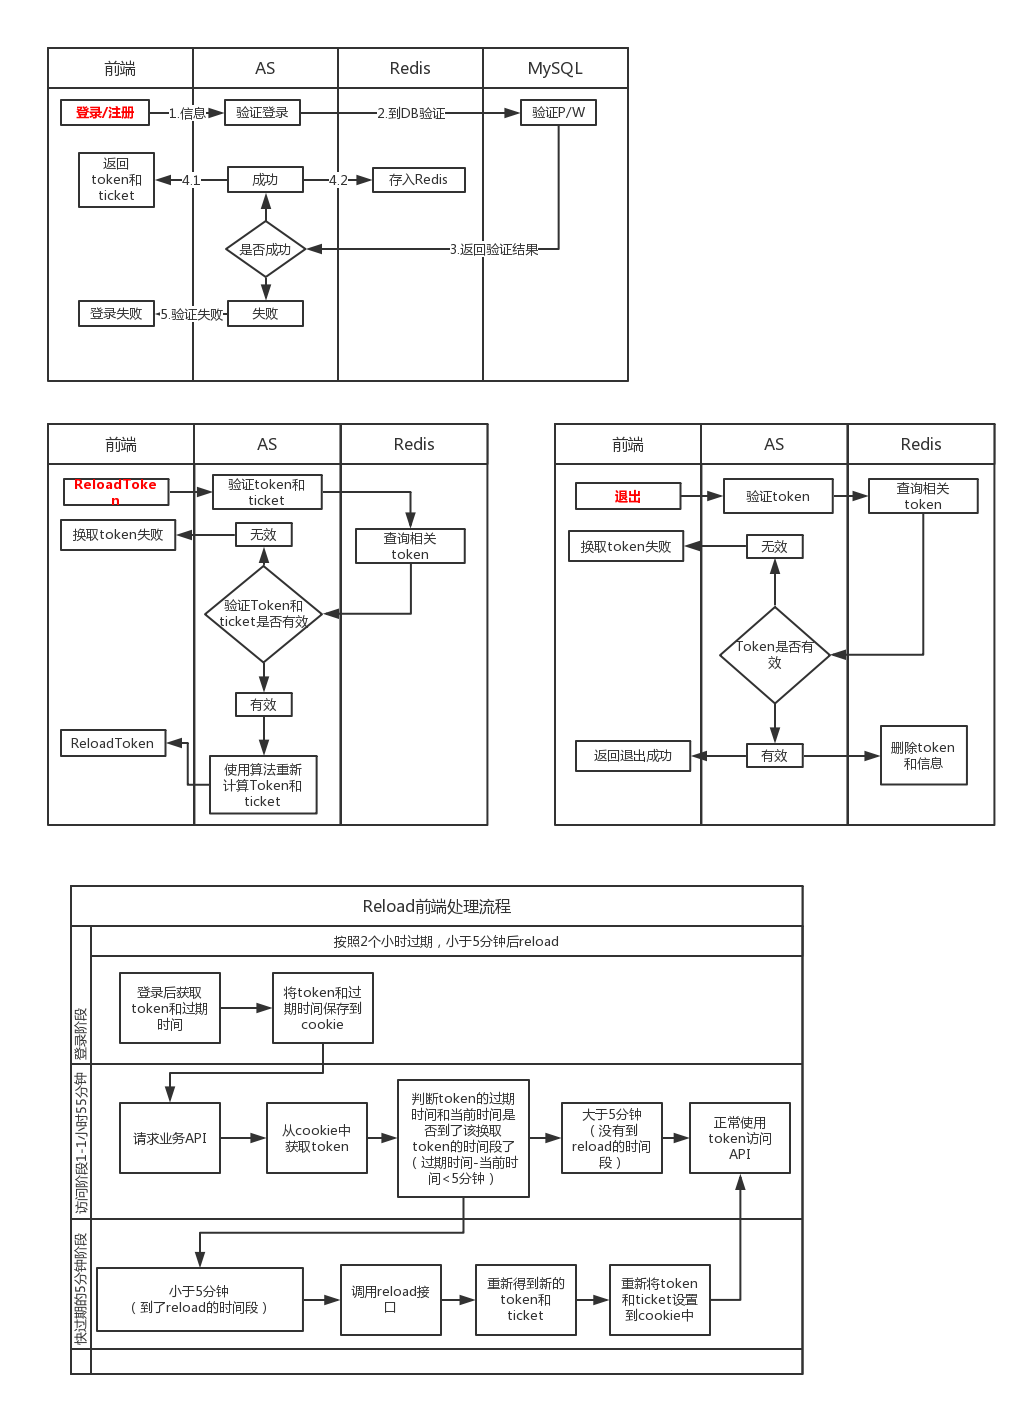 前端
AS
Redis
MySQL
登录/注册
1.信息
验证登录
2.到DB验证
验证P/W
返回
token和
ticket
4.1
成功
4.2
存入Redis
是否成功
3.返回验证结果
登录失败
5.验证失败
失败
前端
AS
Redis
ReloadToke
n
验证token和
ticket
换取token失败
无效
查询相关
token
验证Token和
ticket是否有效
有效
ReloadToken
使用算法重新
计算Token和
ticket
前端
AS
Redis
退出
验证token
查询相关
token
换取token失败
无效
Token是否有
效
返回退出成功
有效
删除token
和信息
Reload前端处理流程
按照2个小时过期，小于5分钟后reload
登录阶段
登录后获取
token和过期
时间
将token和过
期时间保存到
cookie
访问阶段1-1小时55分钟
请求业务API
从cookie中
获取token
判断token的过期
时间和当前时间是
否到了该换取
token的时间段了
（过期时间-当前时
间<5分钟）
大于5分钟
（没有到
reload的时间
段）
正常使用
token访问
API
快过期的5分钟阶段
小于5分钟
（到了reload的时间段）
调用reload接
口
重新得到新的
token和
ticket
重新将token
和ticket设置
到cookie中